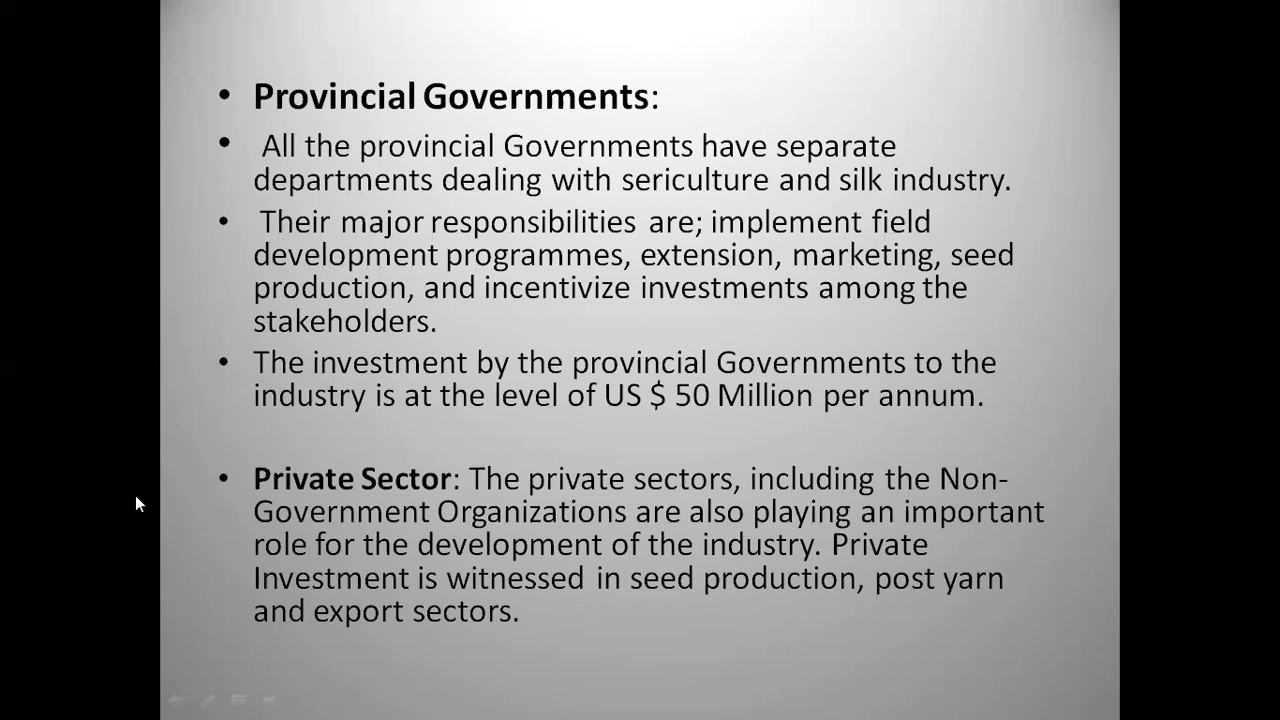 • Provincial Governments:
• All the provincial Governments have separate
departments dealing with sericulture and silk industry.
• Their major responsibilities are; implement field
development programmes, extension, marketing, seed
production, and incentivize investments among the
stakeholders.
• The investment by the provincial Governments to the
industry is at the level of US $ 50 Million per annum.
• Private Sector: The private sectors, including the Non-
Government Organizations are also playing an important
role for the development of the industry. Private
Investment is witnessed in seed production, post yarn
and export sectors.